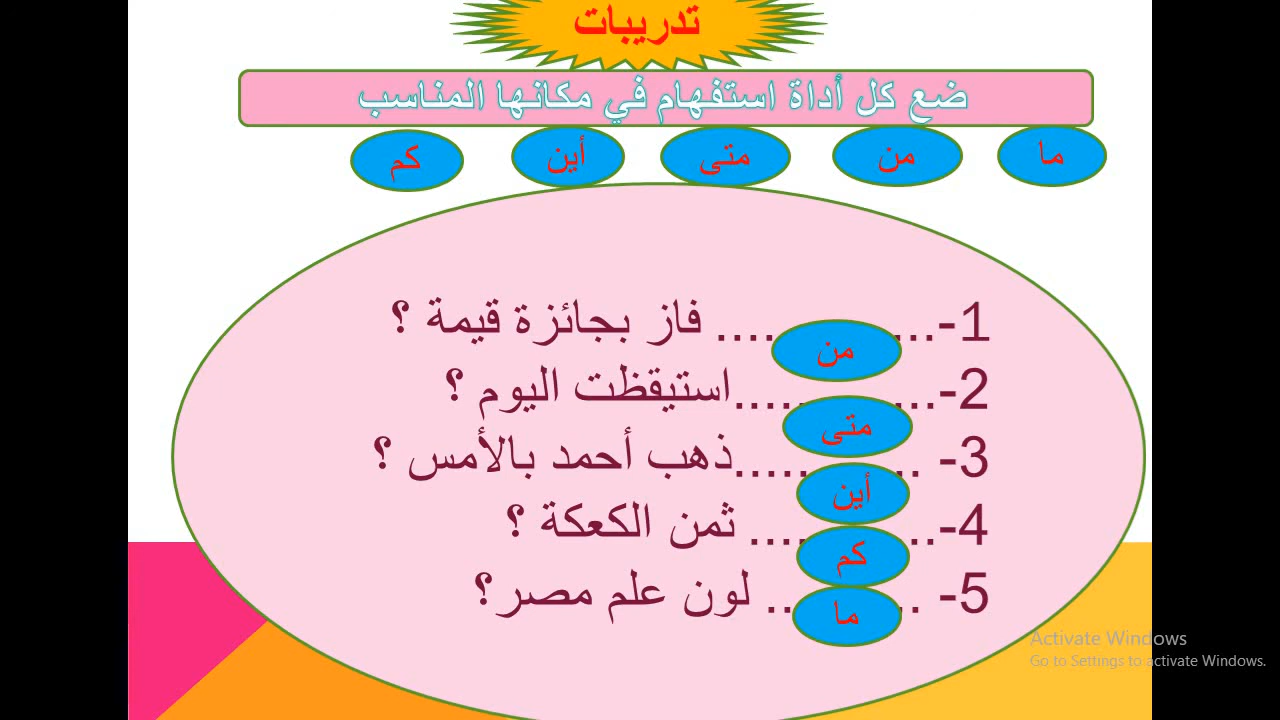 تدريبات
ضع كل أداة استفهام في مكانها المناسب
ما من متى أين كم
1-..... من .... فاز بجائزة قيمة ؟
2-..... متى ....استيقظت اليوم ؟
3- .... أين ....ذهب أحمد بالأمس ؟
4-.... كم .... ثمن الكعكة ؟
5- .... ما .. لون علم مصر؟
Activate Windows
Go to Settings to activate Windows.